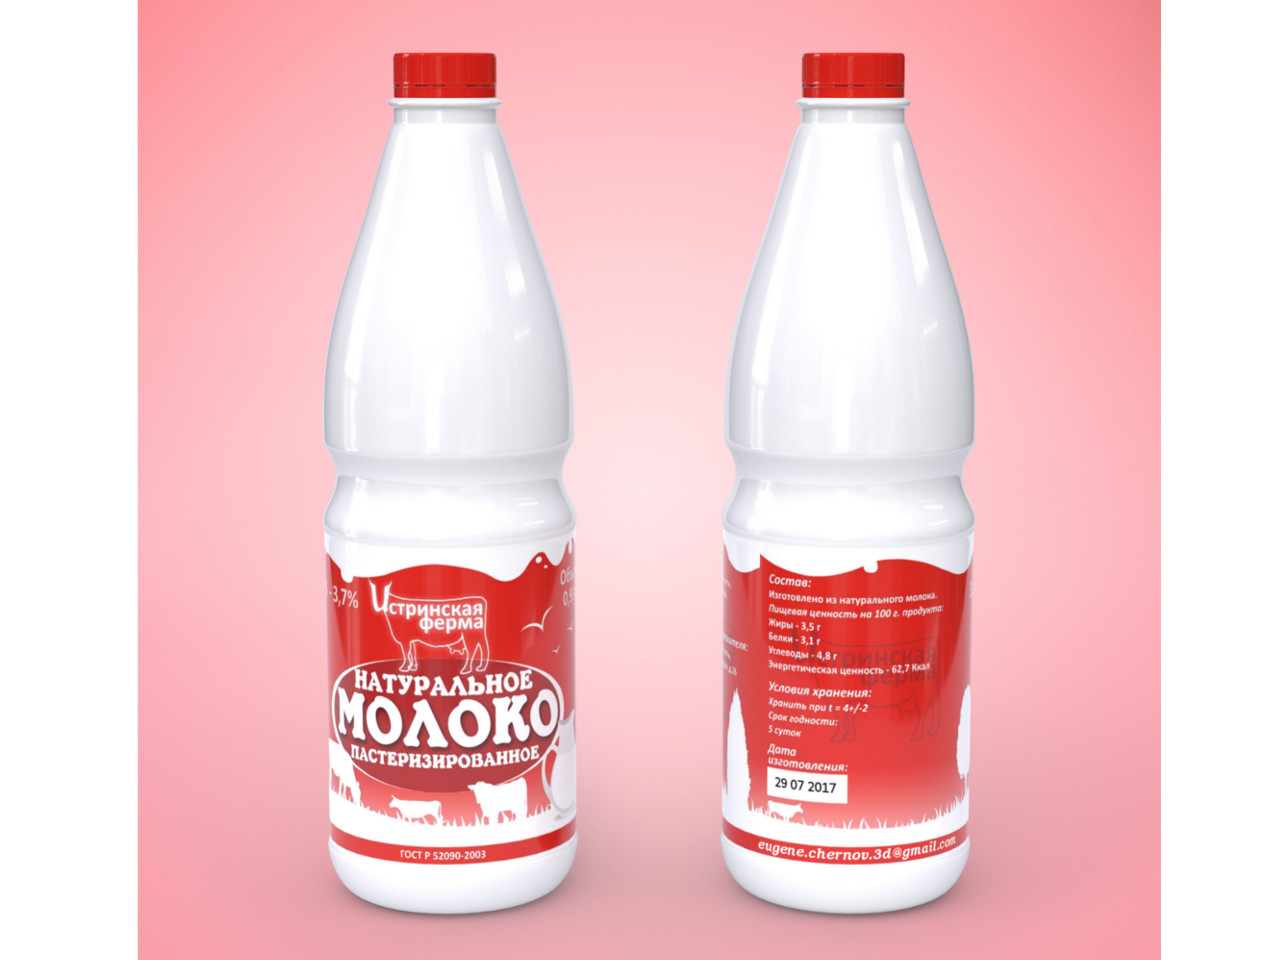 -3,7%
Истринская
ферма
НАТУРАЛЬНОЕ
МОЛОКО
ПАСТЕРИЗИРОВАННОЕ
ГОСТ Р 52090-2003
Состав:
Изготовлено из натурального молока.
Пищевая ценность на 100 г. продукта:
Жиры - 3,5 г
Белки - 3,1 г
Углеводы - 4,8 г
Энергетическая ценность - 62,7 Ккал
Истринская
ферма
Условия хранения:
Хранить при t = 4+/-2
Срок годности:
5 суток
Дата
изготовления:
29 07 2017
eugene.chernov.3d@gmail.com